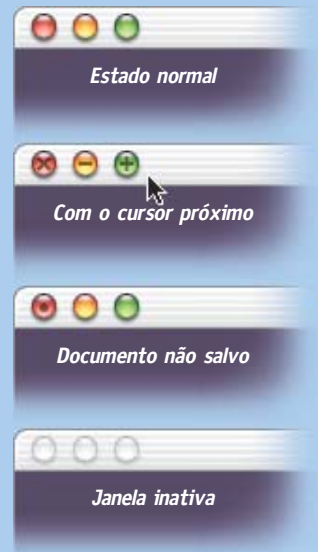 Estado normal
Com o cursor próximo
Documento não salvo
Janela inativa